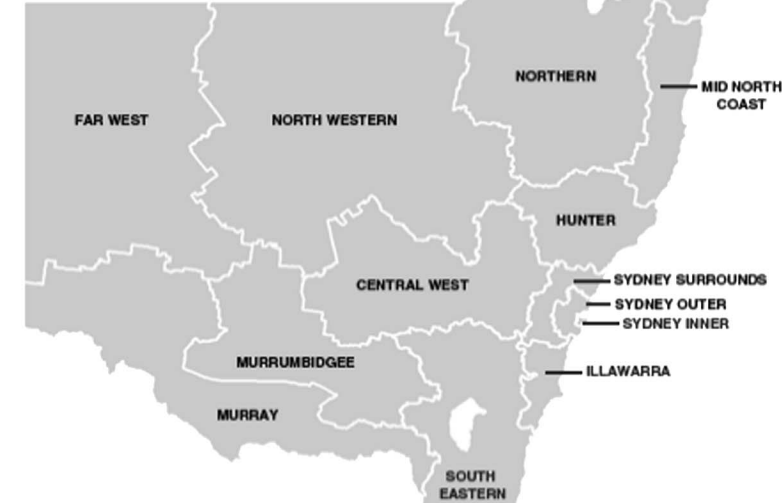 NORTHERN
MID NORTH
COAST
FAR WEST
NORTH WESTERN
HUNTER
CENTRAL WEST
SYDNEY SURROUNDS
SYDNEY OUTER
SYDNEY INNER
MURRUMBIDGEE
ILLAWARRA
MURRAY
SOUTH
EASTERN